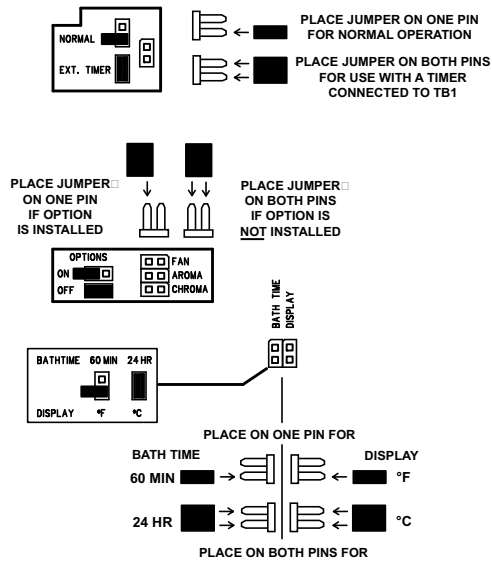 NORMAL
EXT. TIMER
PLACE JUMPER ON ONE PIN
FOR NORMAL OPERATION
PLACE JUMPER ON BOTH PINS
FOR USE WITH A TIMER
CONNECTED TO TB1
PLACE JUMPER
ON ONE PIN
IF OPTION
IS INSTALLED
PLACE JUMPER
ON BOTH PINS
IF OPTION IS
NOT INSTALLED
OPTIONS
ON
OFF
FAN
AROMA
CHROMA
BATH TIME
DISPLAY
BATHTIME 60 MIN 24 HR
DISPLAY °F °C
PLACE ON ONE PIN FOR
BATH TIME DISPLAY
60 MIN °F
24 HR °C
PLACE ON BOTH PINS FOR